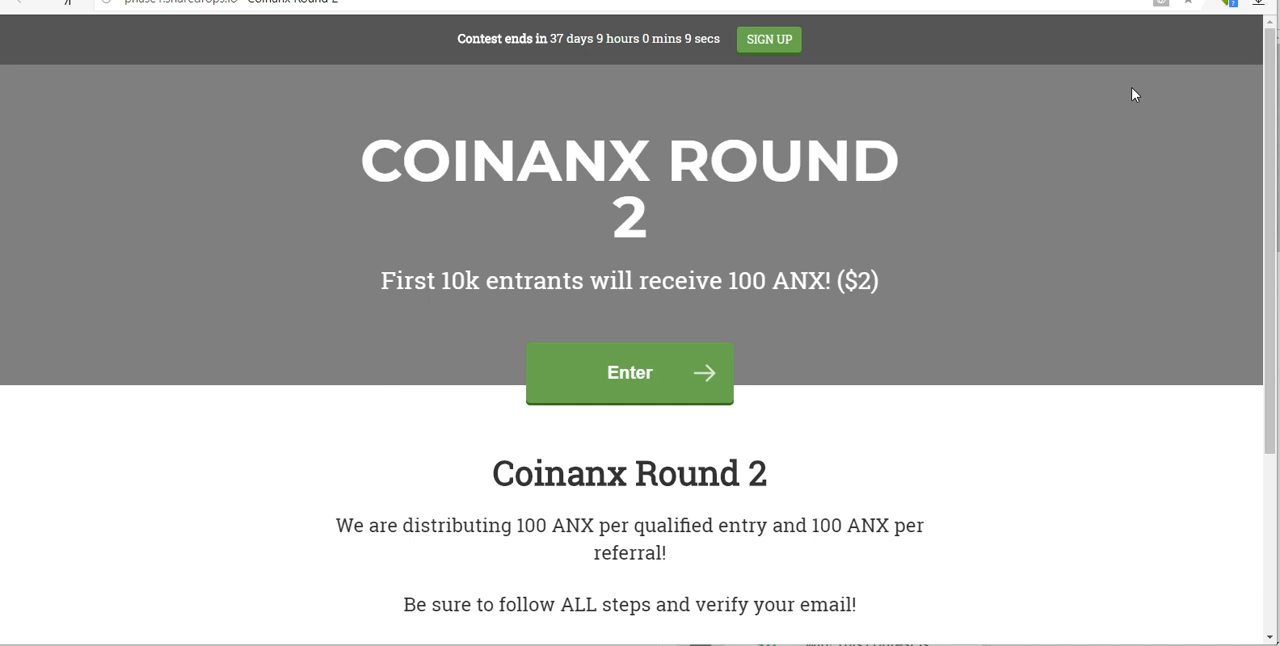 Contest ends in 37 days 9 hours 0 mins 9 secs SIGN UP
COINANX ROUND
2
First 10k entrants will receive 100 ANX! ($2)
Enter
Coinanx Round 2
We are distributing 100 ANX per qualified entry and 100 ANX per
referral!
Be sure to follow ALL steps and verify your email!